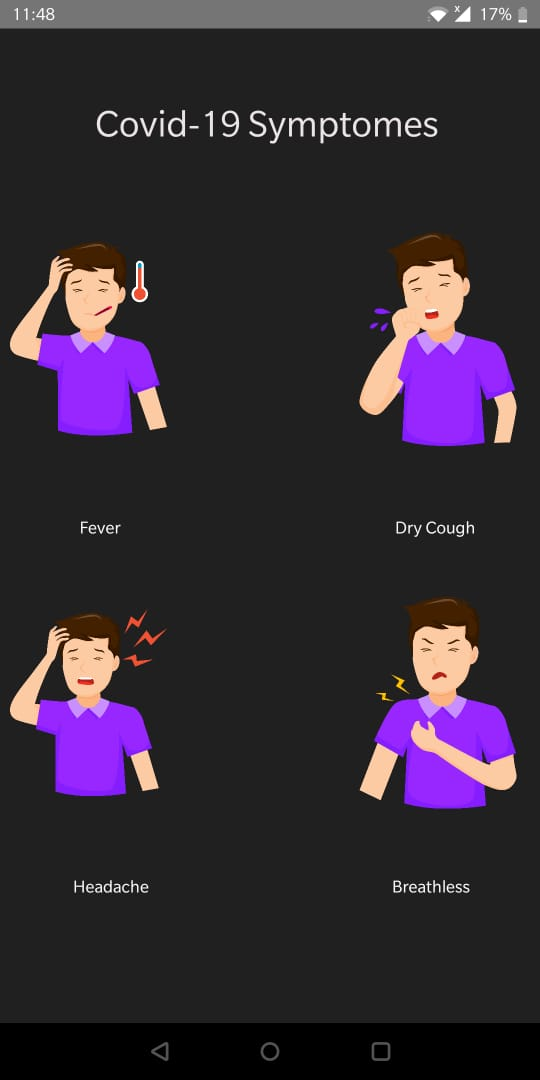 11:48
x
17%
Covid-19 Symptomes
Fever
Dry Cough
Headache
Breathless